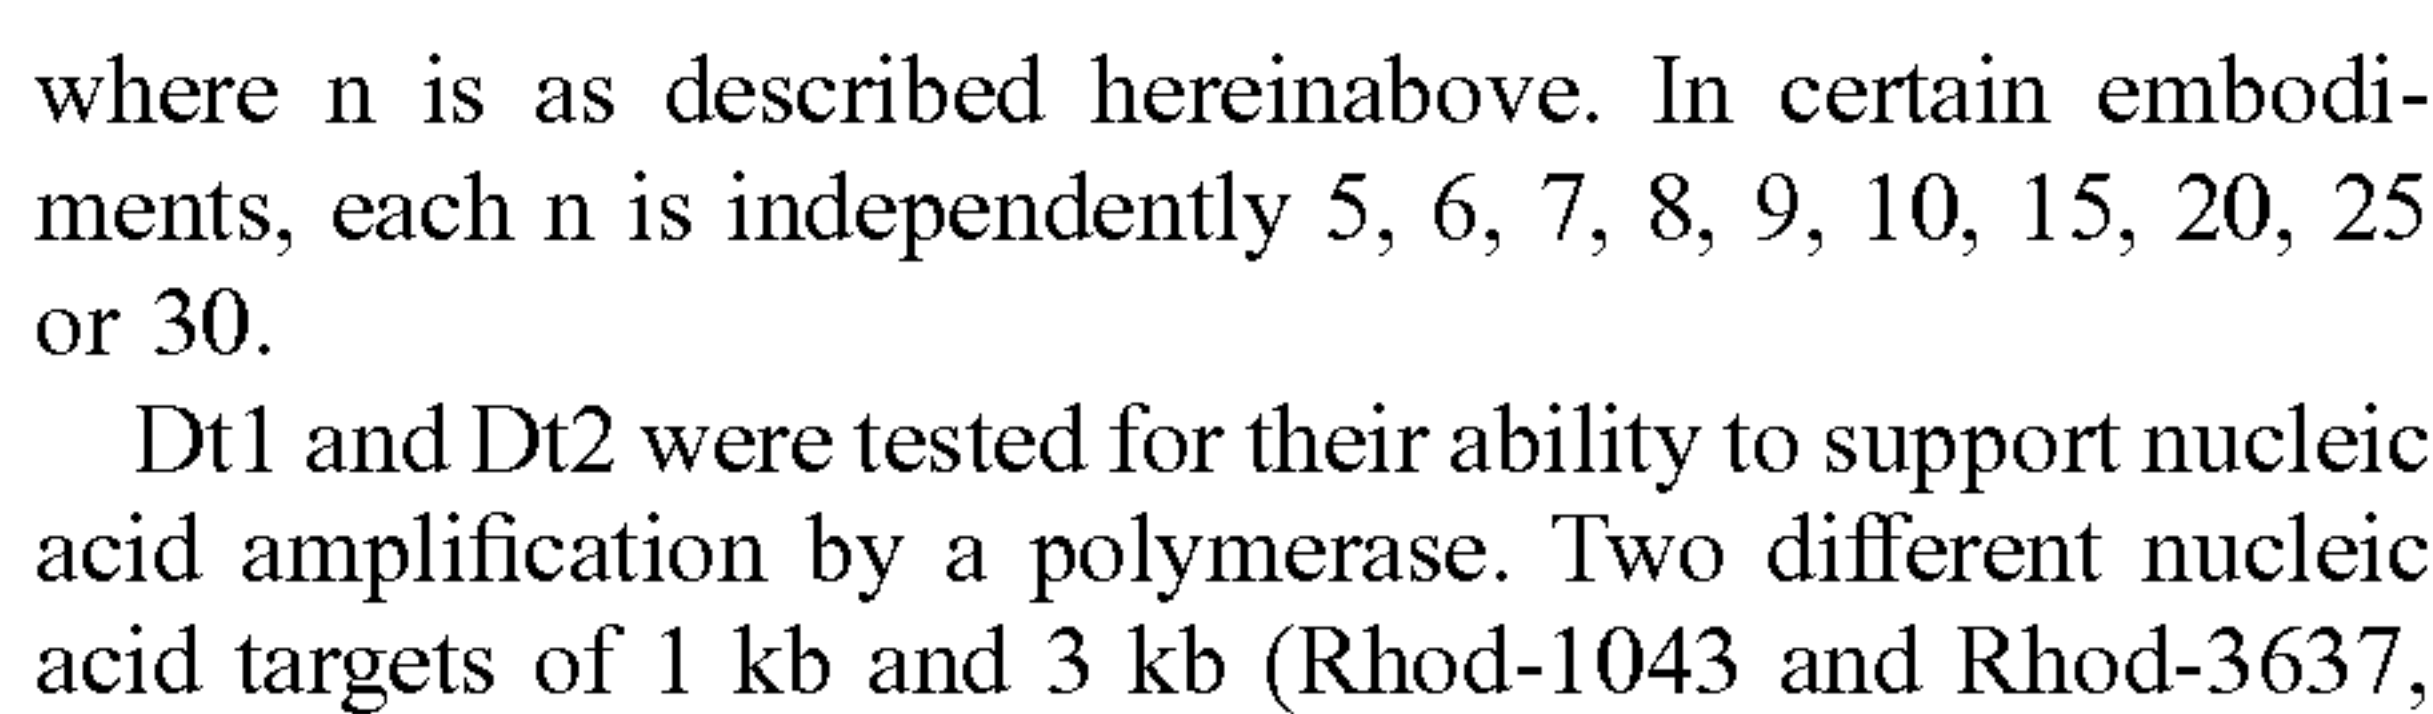 where n is as described hereinabove. In certain embodi-
ments, each n is independently 5, 6, 7, 8, 9, 10, 15, 20, 25
or 30.
Dt1 and Dt2 were tested for their ability to support nucleic
acid amplification by a polymerase. Two different nucleic
acid targets of 1 kb and 3 kb (Rhod-1043 and Rhod-3637,